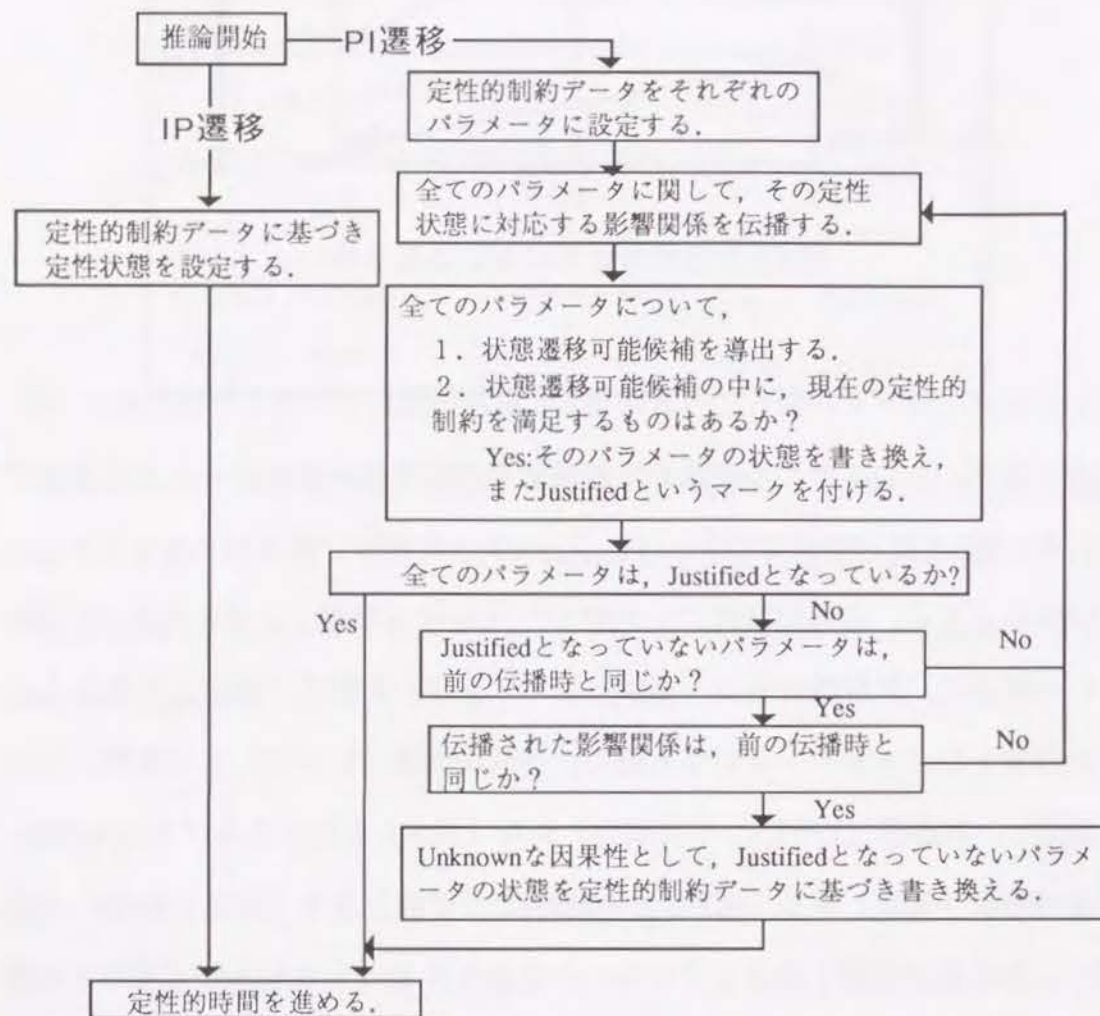 推論開始
PI遷移
IP遷移
定性的制約データをそれぞれの
パラメータに設定する．
全てのパラメータに関して，その定性
状態に対応する影響関係を伝播する．
定性的制約データに基づき
定性状態を設定する．
全てのパラメータについて，
１．状態遷移可能候補を導出する．
２．状態遷移可能候補の中に，現在の定性的
制約を満足するものはあるか？
Yes:そのパラメータの状態を書き換え，
またJustifiedというマークを付ける．
全てのパラメータは，Justifiedとなっているか?
Yes
No
Justifiedとなっていないパラメータは，
前の伝播時と同じか？
No
Yes
伝播された影響関係は，前の伝播時と
同じか？
No
Yes
Unknownな因果性として，Justifiedとなっていないパラメ
ータの状態を定性的制約データに基づき書き換える．
定性的時間を進める．